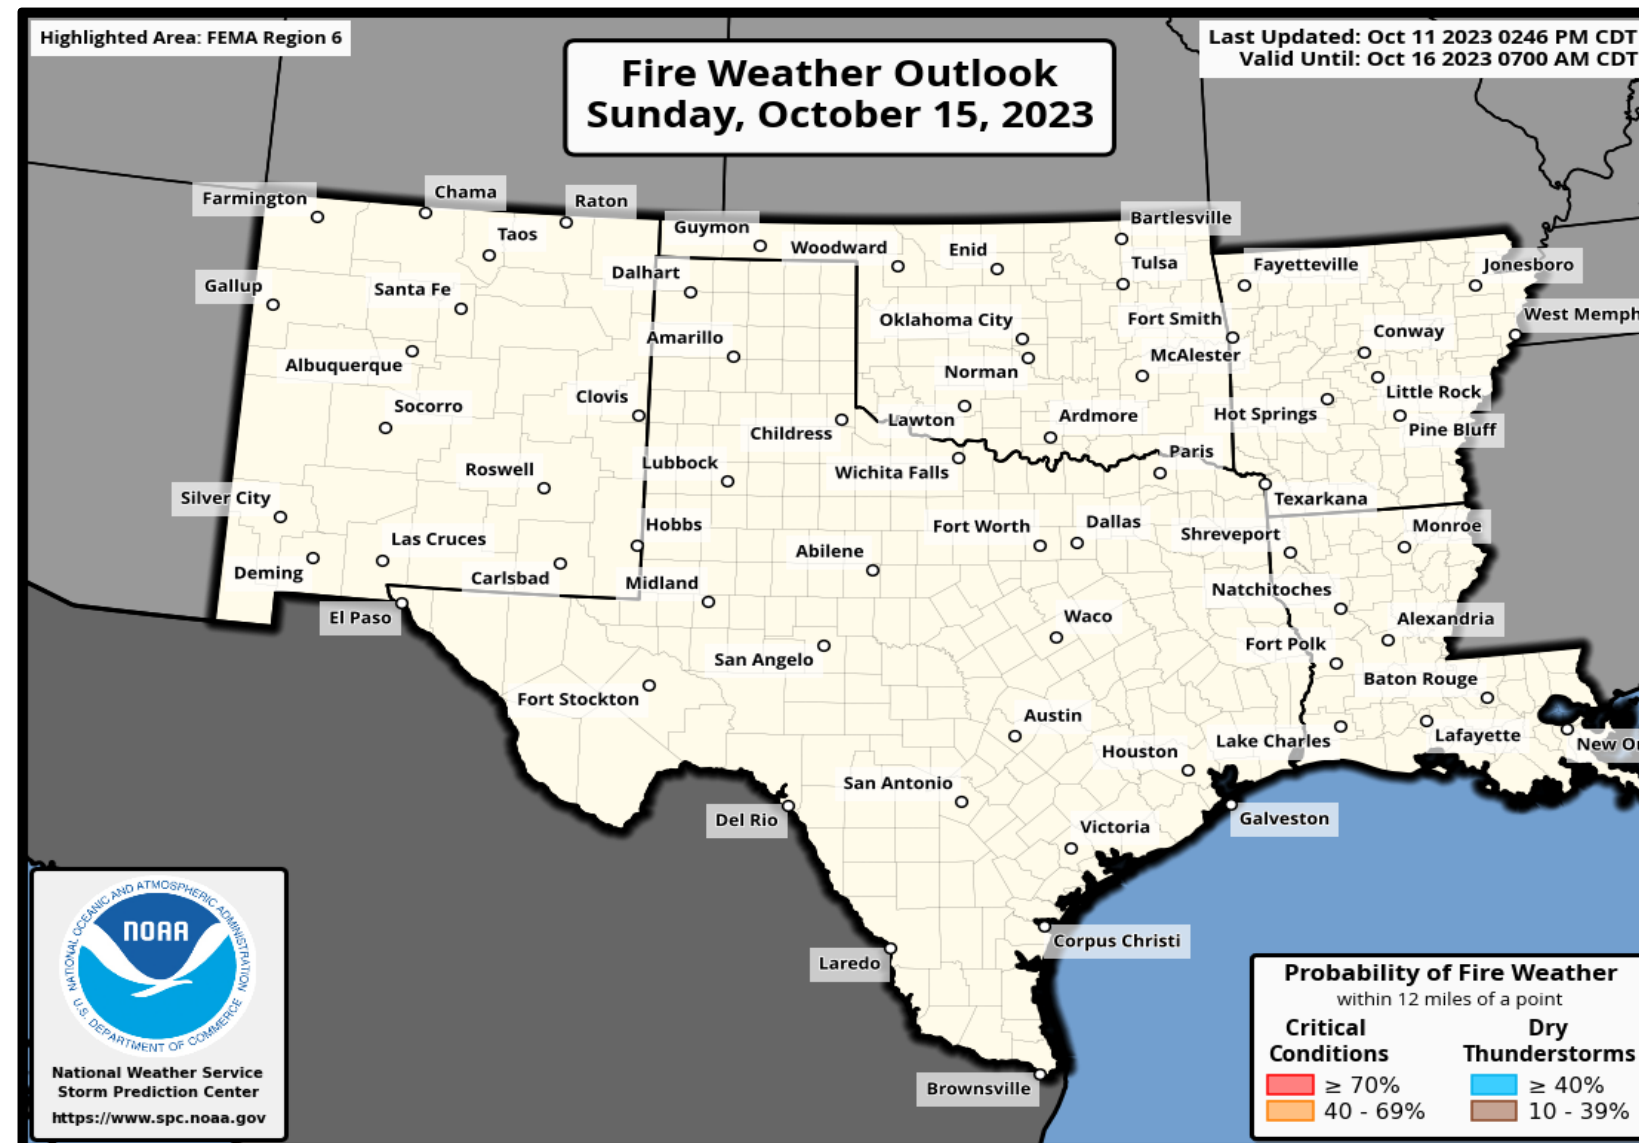 Highlighted Area: FEMA Region 6
Fire Weather Outlook
Sunday, October 15, 2023
Last Updated: Oct 11 2023 0246 PM CDT
Valid Until: Oct 16 2023 0700 AM CDT
Farmington
Chama
Raton
Taos
Guymon
Woodward
Enid
Bartlesville
Tulsa
Fayetteville
Jonesboro
Gallup
Santa Fe
Dalhart
Oklahoma City
Fort Smith
West Memph
Conway
Amarillo
Albuquerque
Norman
McAlester
Little Rock
Socorro
Clovis
Childress
Lawton
Ardmore
Hot Springs
Pine Bluff
Roswell
Lubbock
Wichita Falls
Paris
Silver City
Texarkana
Hobbs
Fort Worth
Dallas
Shreveport
Monroe
Las Cruces
Abilene
Deming
Carlsbad
Midland
Natchitoches
El Paso
Waco
Alexandria
San Angelo
Fort Polk
Fort Stockton
Baton Rouge
Austin
Houston
Lake Charles
Lafayette
New Or
San Antonio
Del Rio
Victoria
Galveston
Corpus Christi
Laredo
Brownsville
NATIONAL OCEANIC AND ATMOSPHERIC ADMINISTRATION
NOAA
U.S. DEPARTMENT OF COMMERCE
National Weather Service
Storm Prediction Center
https://www.spc.noaa.gov
Probability of Fire Weather
within 12 miles of a point
Critical
Conditions
≥ 70%
40 - 69%
Dry
Thunderstorms
≥ 40%
10 - 39%